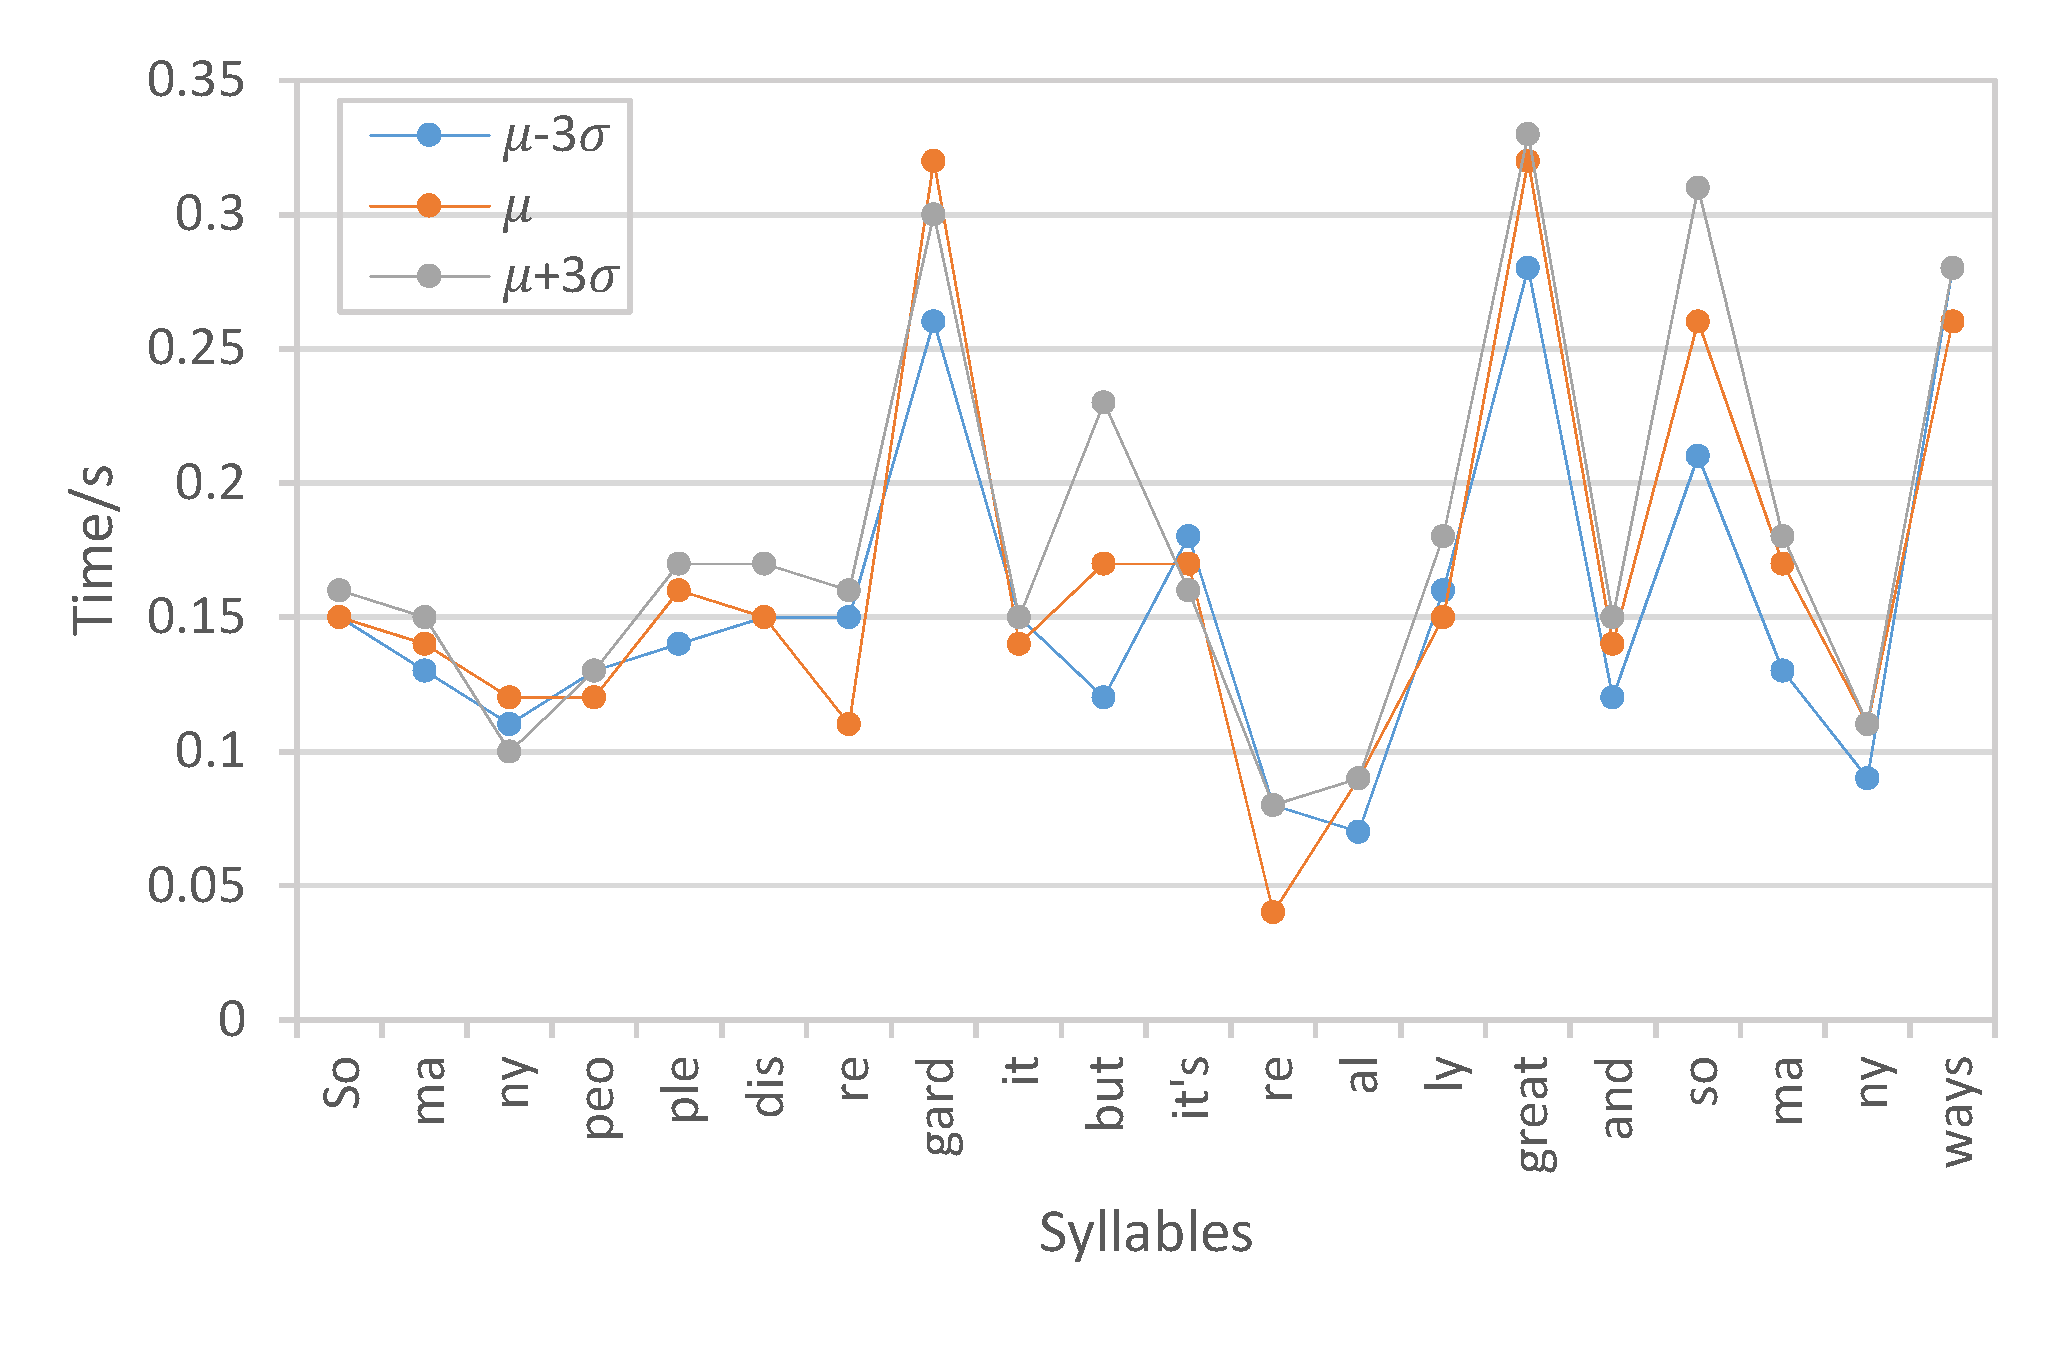 0.35
0.3
0.25
0.2
0.15
0.1
0.05
0
Time/s
μ-3σ
μ
μ+3σ
So
ma
ny
peo
ple
dis
re
gard
it
but
it's
re
al
ly
great
and
so
ma
ny
ways
Syllables